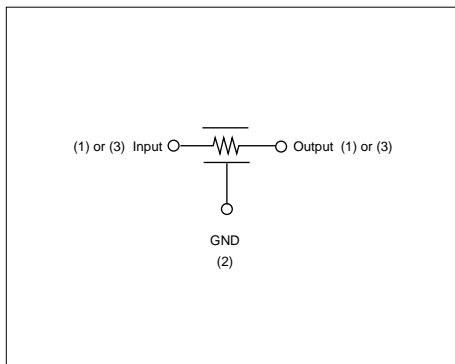 (1) or (3) Input Output (1) or (3)
GND
(2)